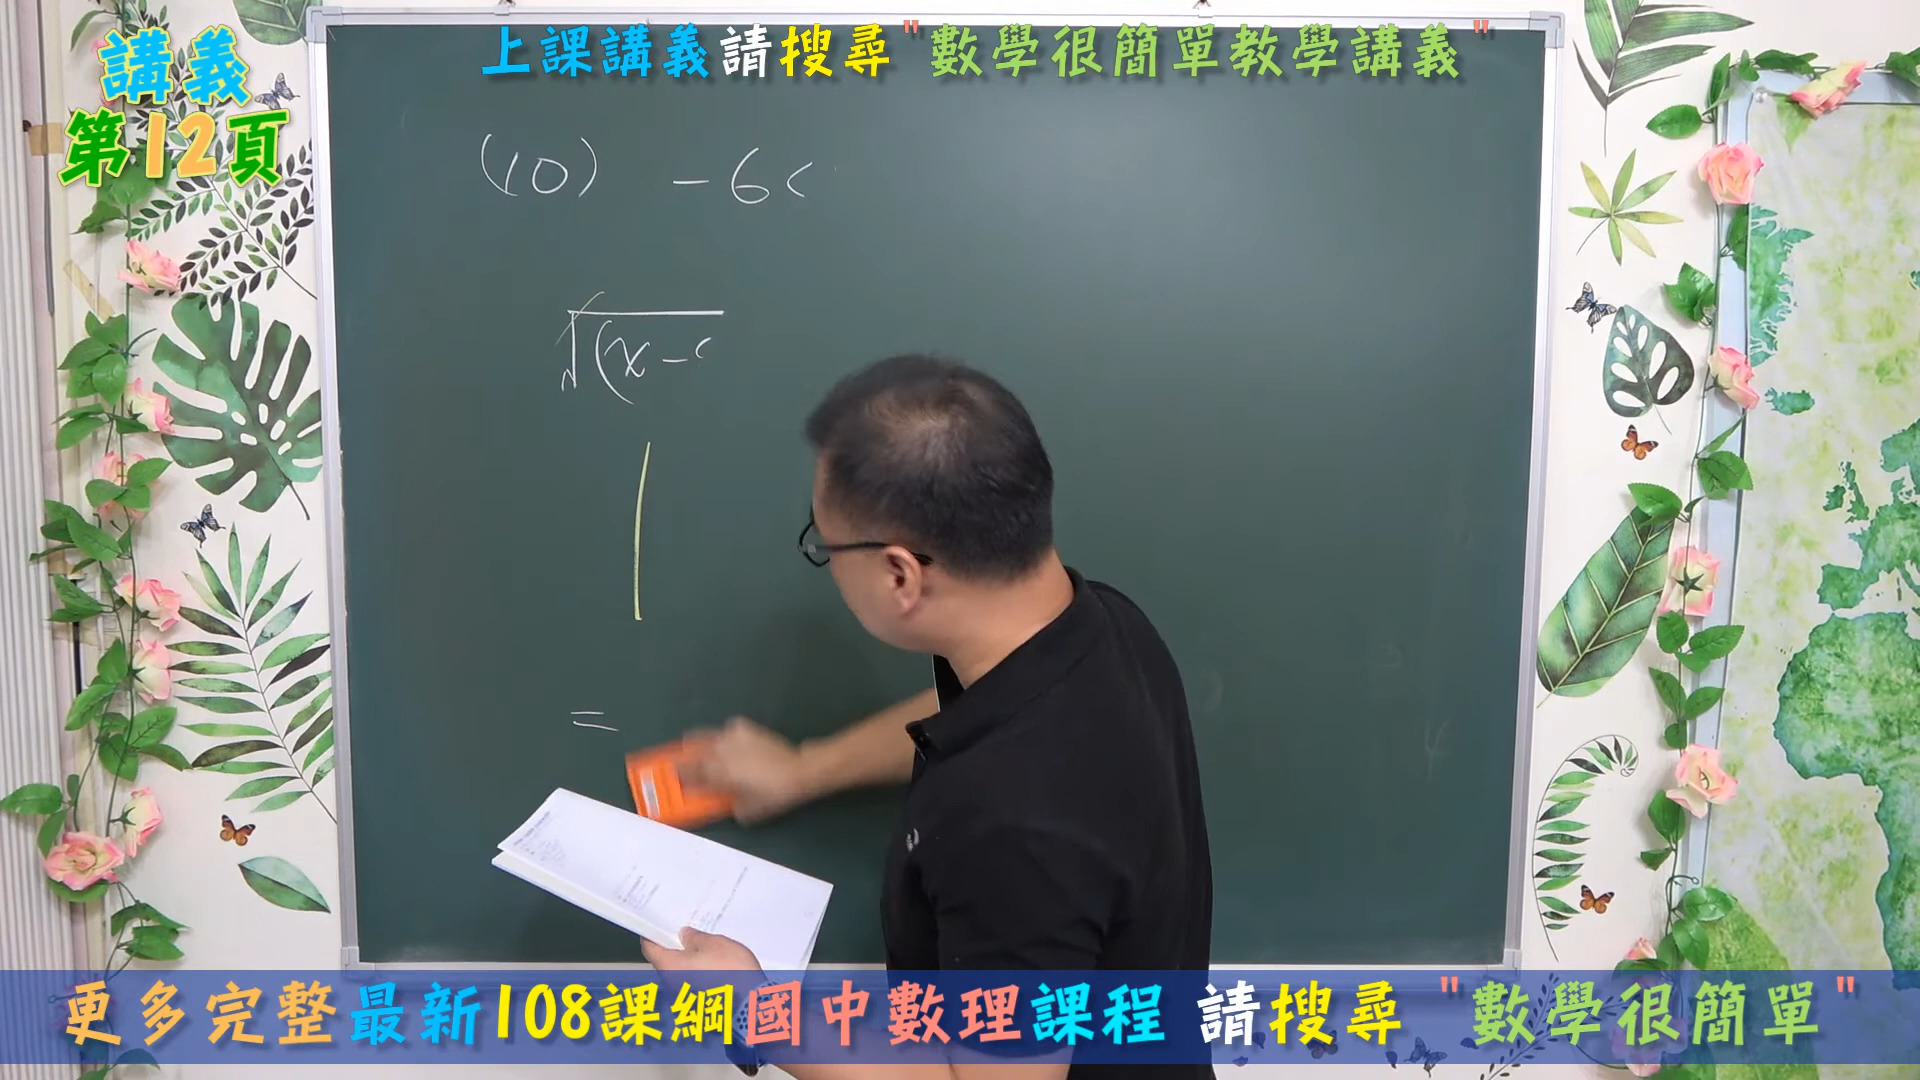 上課講義請搜尋"數學很簡單教學講義"
講義
第12頁
(10) -6<
√(x-
=
更多完整最新108課綱國中數理課程 請搜尋 "數學很簡單"